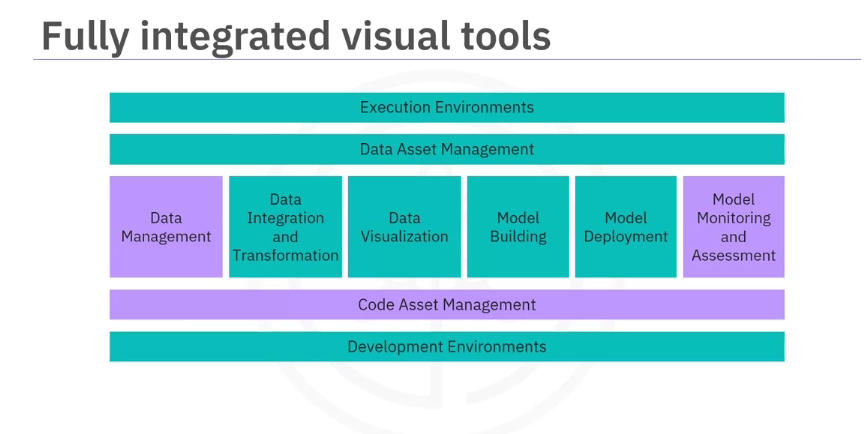 Fully integrated visual tools
Execution Environments
Data Asset Management
Data
Management
Data
Integration
and
Transformation
Data
Visualization
Model
Building
Model
Deployment
Model
Monitoring
and
Assessment
Code Asset Management
Development Environments